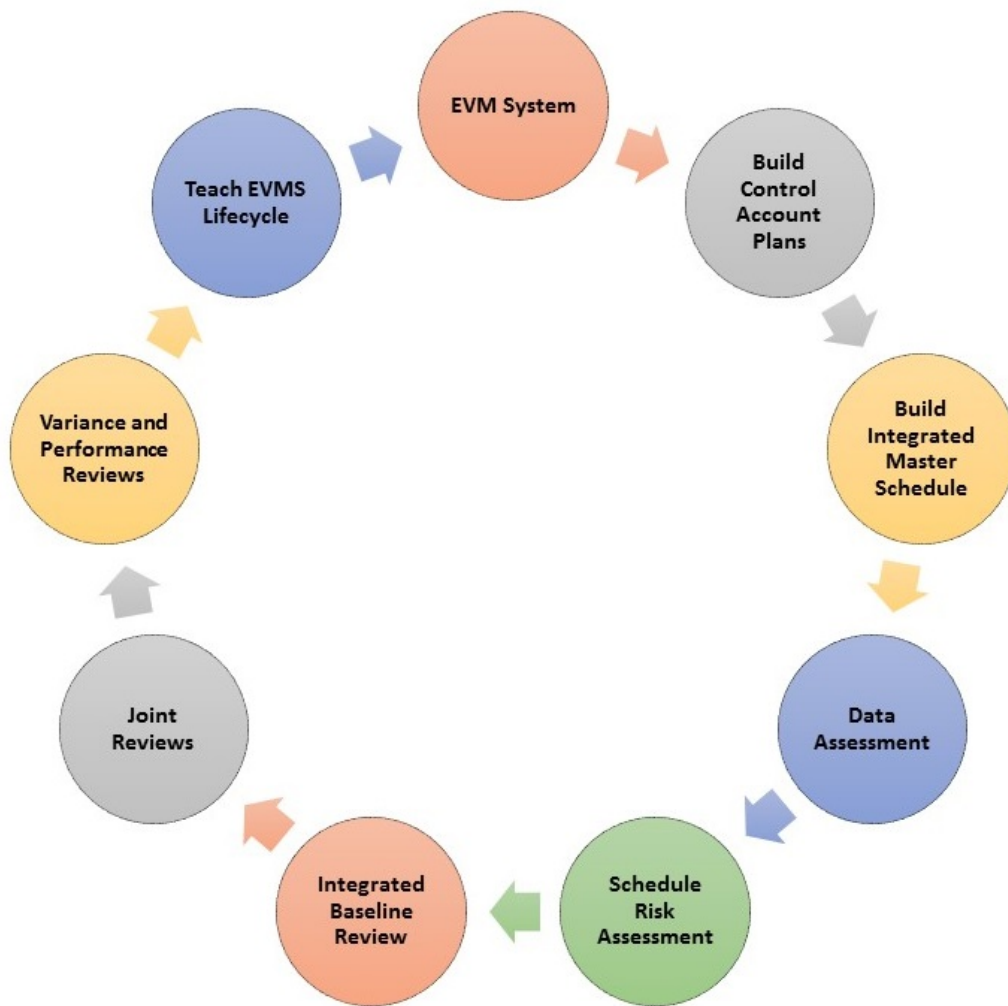 EVM System
Build
Control
Account
Plans
Build
Integrated
Master
Schedule
Data
Assessment
Schedule
Risk
Assessment
Integrated
Baseline
Review
Joint
Reviews
Variance and
Performance
Reviews
Teach EVMS
Lifecycle